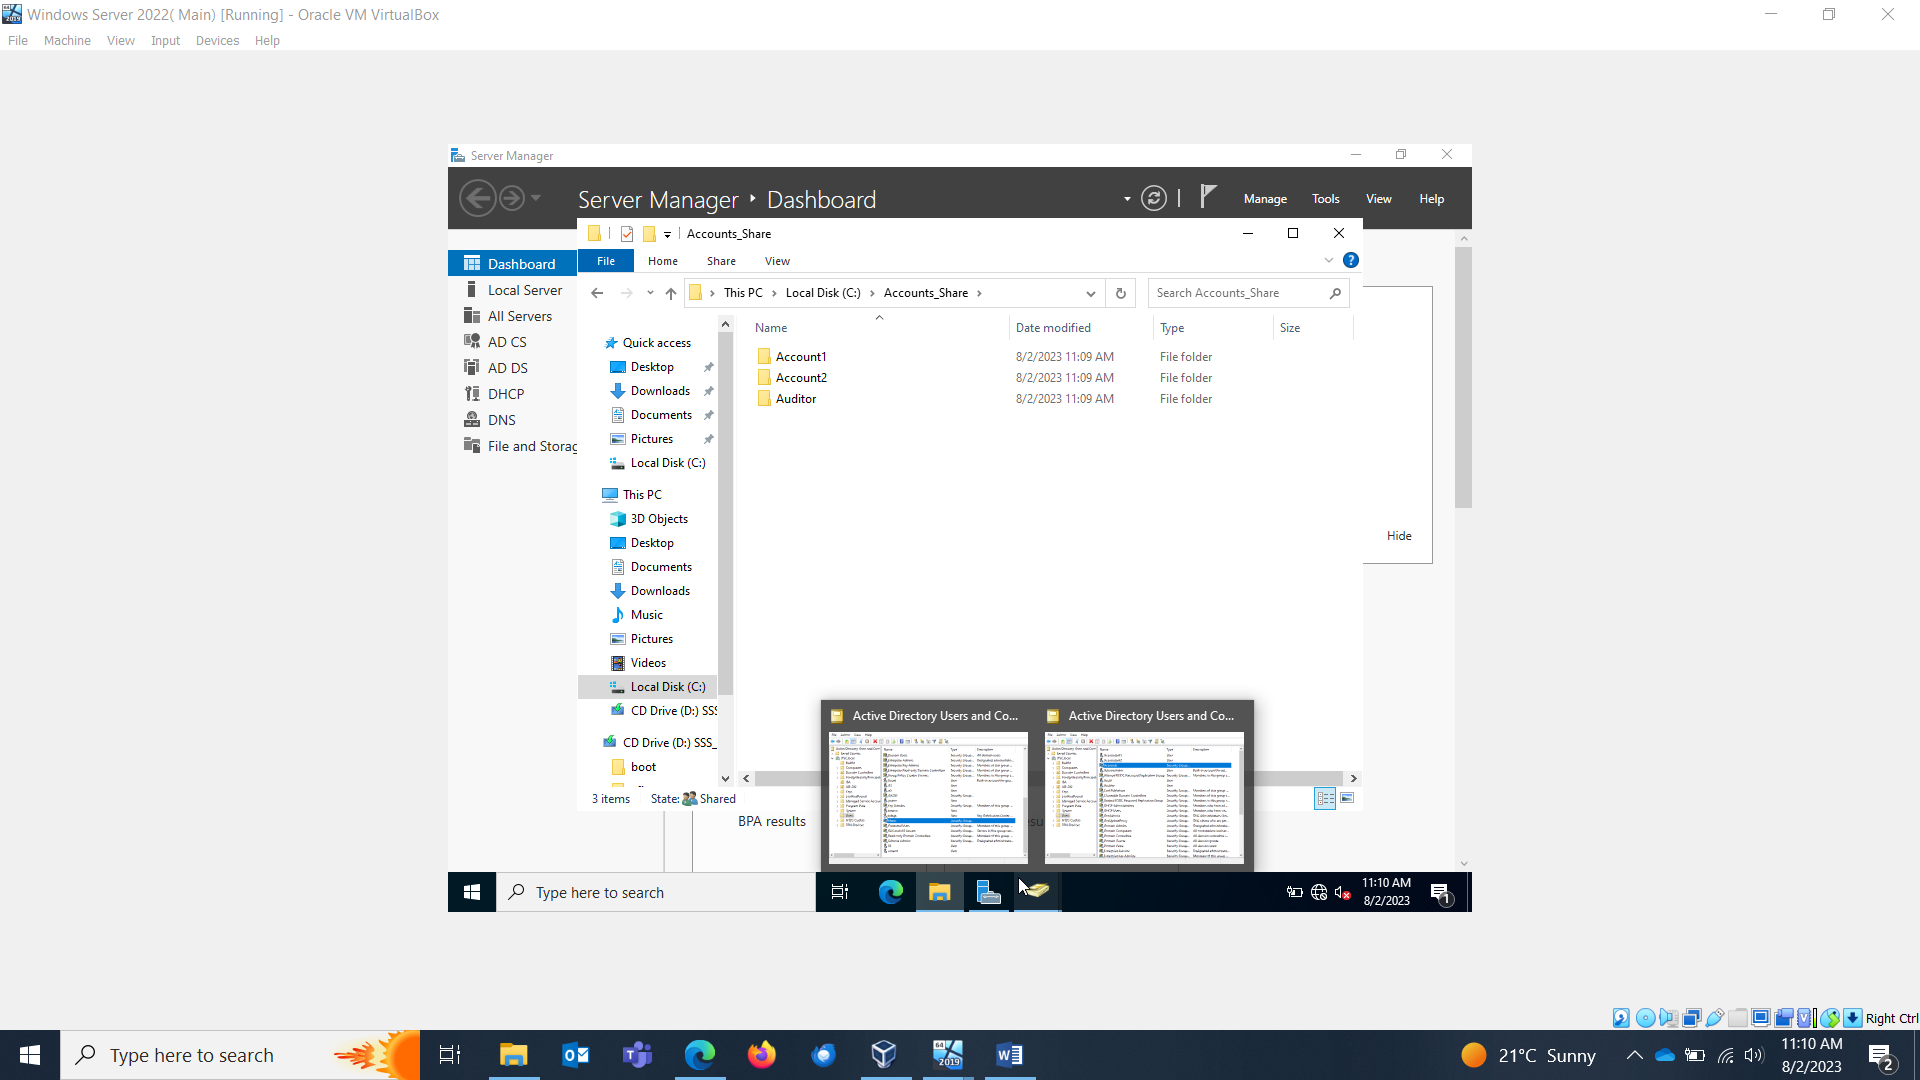 Windows Server 2022( Main) [Running] - Oracle VM VirtualBox
File Machine View Input Devices Help
Server Manager
Server Manager ‣ Dashboard
Manage Tools View Help
Accounts_Share
File Home Share View
This PC › Local Disk (C:) › Accounts_Share ›
Search Accounts_Share
Dashboard
Local Server
All Servers
AD CS
AD DS
DHCP
DNS
File and Storag
Quick access
Desktop
Downloads
Documents
Pictures
Local Disk (C:)
This PC
3D Objects
Desktop
Documents
Downloads
Music
Pictures
Videos
Local Disk (C:)
CD Drive (D:) SSS
CD Drive (D:) SSS_
boot
Name Date modified Type Size
Account1 8/2/2023 11:09 AM File folder
Account2 8/2/2023 11:09 AM File folder
Auditor 8/2/2023 11:09 AM File folder
Hide
3 items State: Shared
BPA results
Active Directory Users and Co...
Active Directory Users and Co...
Type here to search
11:10 AM
8/2/2023
1
Right Ctrl
Type here to search
64
2019
21°C Sunny
11:10 AM
8/2/2023
2